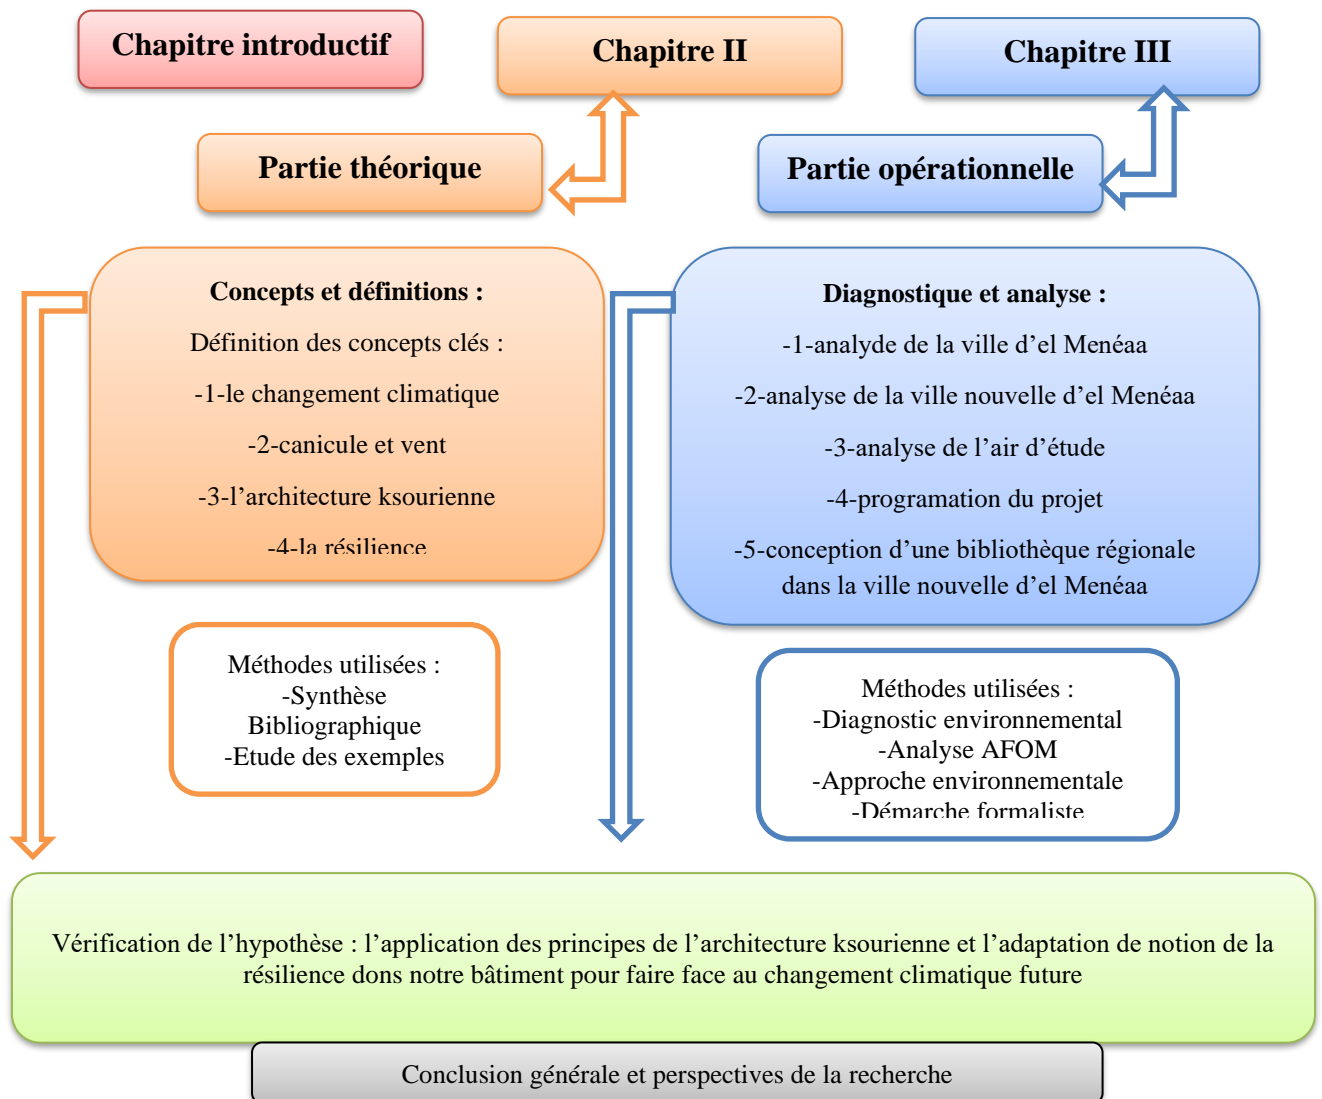 Chapitre introductif
Chapitre II
Chapitre III
Partie théorique
Partie opérationnelle
Concepts et définitions :
Définition des concepts clés :
-1-le changement climatique
-2-canicule et vent
-3-l’architecture ksourienne
-4-la résilience
Diagnostique et analyse :
-1-analyde de la ville d’el Menéaa
-2-analyse de la ville nouvelle d’el Menéaa
-3-analyse de l’air d’étude
-4-programation du projet
-5-conception d’une bibliothèque régionale
dans la ville nouvelle d’el Menéaa
Méthodes utilisées :
-Synthèse
Bibliographique
-Etude des exemples
Méthodes utilisées :
-Diagnostic environnemental
-Analyse AFOM
-Approche environnementale
-Démarche formaliste
Vérification de l’hypothèse : l’application des principes de l’architecture ksourienne et l’adaptation de notion de la
résilience dons notre bâtiment pour faire face au changement climatique future
Conclusion générale et perspectives de la recherche